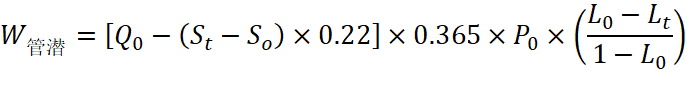 W管潜 = [Q₀ − (Sₜ − Sₒ) × 0.22] × 0.365 × P₀ × ((L₀ − Lₜ)/(1 − L₀))